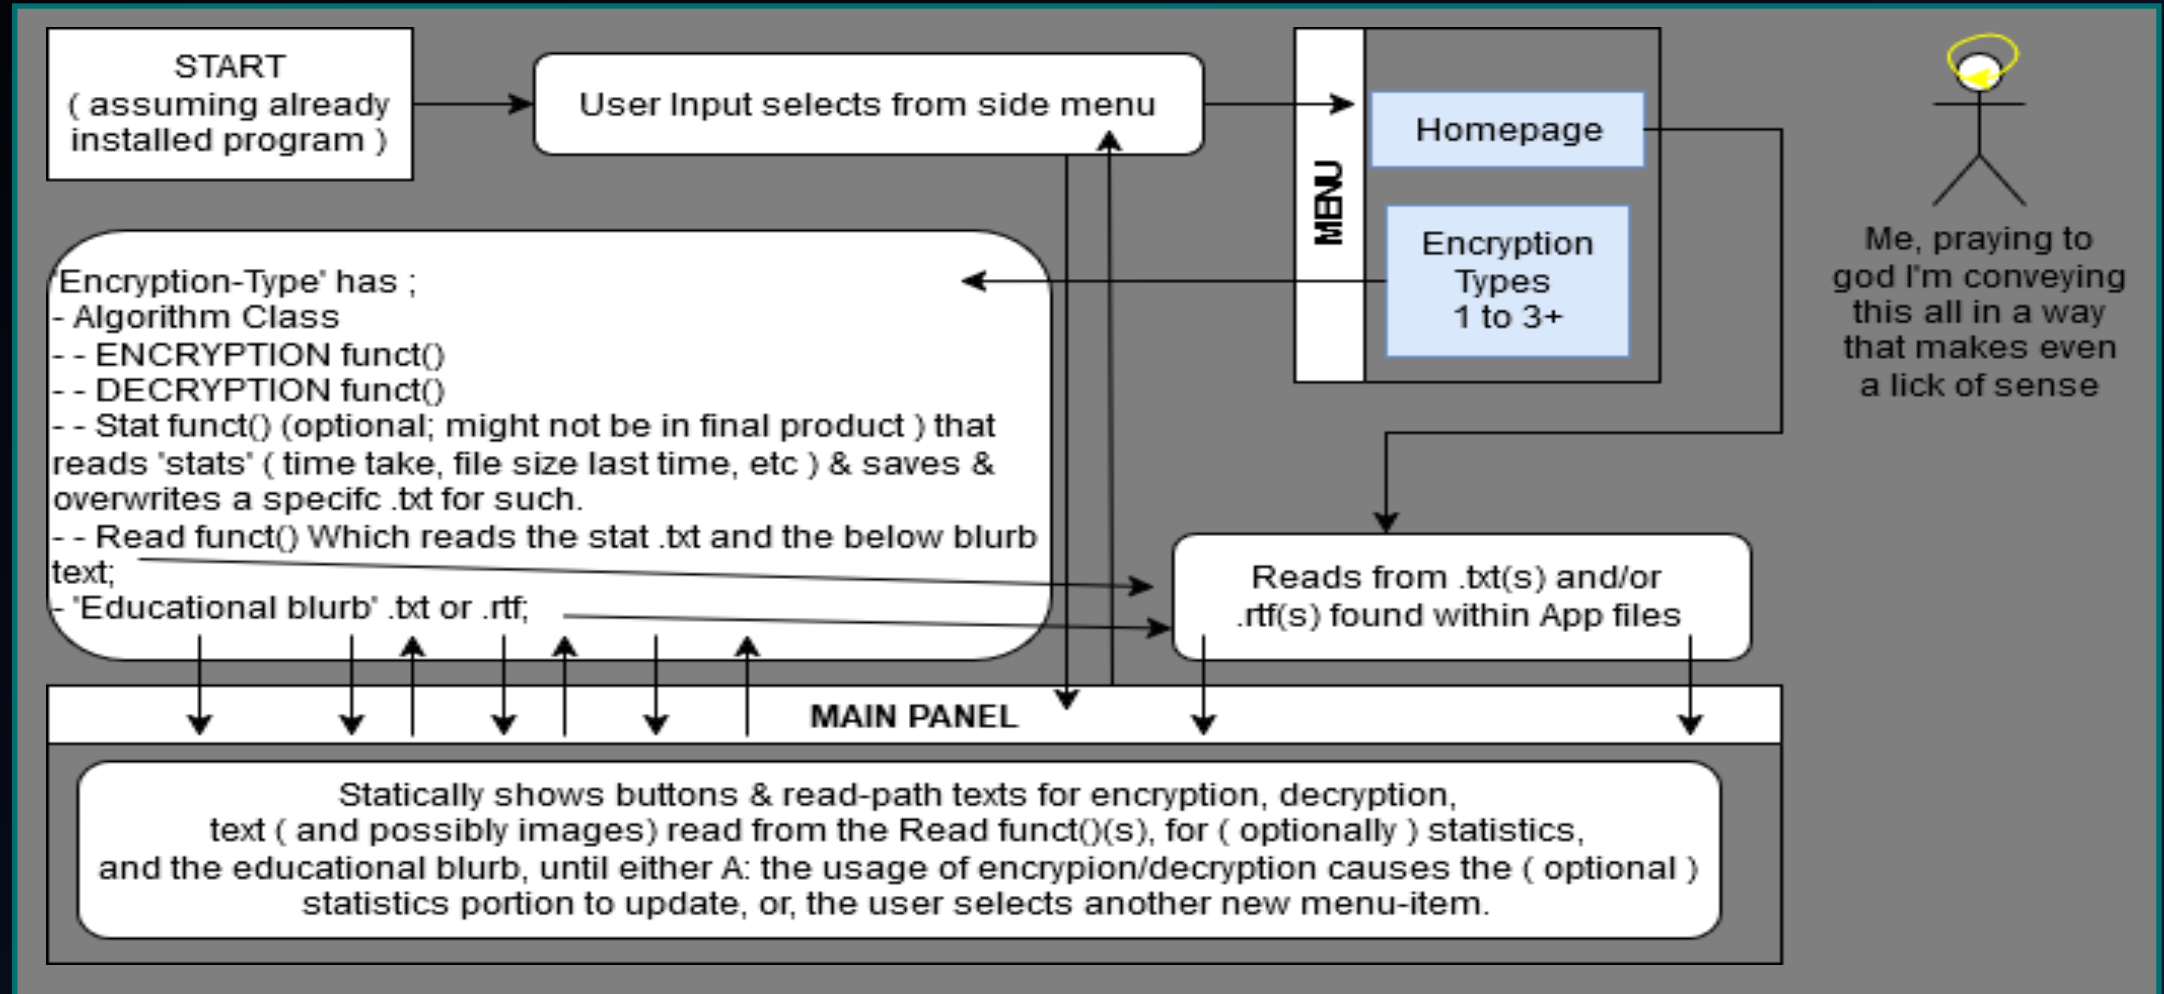 START
( assuming already
installed program )
User Input selects from side menu
MENU
Homepage
Encryption
Types
1 to 3+
Me, praying to
god I'm conveying
this all in a way
that makes even
a lick of sense
'Encryption-Type' has ;
- Algorithm Class
- - ENCRYPTION funct()
- - DECRYPTION funct()
- - Stat funct() (optional; might not be in final product ) that
reads 'stats' ( time take, file size last time, etc ) & saves &
overwrites a specifc .txt for such.
- - Read funct() Which reads the stat .txt and the below blurb
text;
- 'Educational blurb' .txt or .rtf;
Reads from .txt(s) and/or
.rtf(s) found within App files
MAIN PANEL
Statically shows buttons & read-path texts for encryption, decryption,
text ( and possibly images) read from the Read funct()(s), for ( optionally ) statistics,
and the educational blurb, until either A: the usage of encrypion/decryption causes the ( optional )
statistics portion to update, or, the user selects another new menu-item.